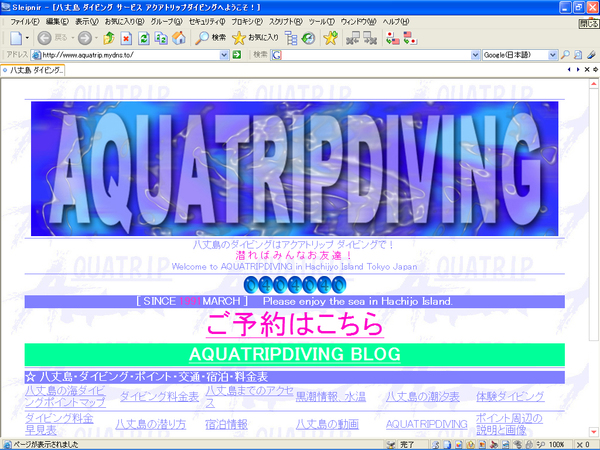 Sleipnir - [八丈島 ダイビング サービス アクアトリップダイビングへようこそ！]
ファイル(F) 編集(E) 表示(V) お気に入り(B) グループ(G) セキュリティ(I) プロキシ(P) スクリプト(R) ツール(T) ウィンドウ(W) ヘルプ(H)
閉じる
戻る 検索 お気に入り
アドレス http://www.aquatrip.mydns.to/ 検索 Google(日本語)
八丈島 ダイビング..
AQUATRIPDIVING
八丈島のダイビングはアクアトリップ ダイビングで！
潜ればみんなお友達！
Welcome to AQUATRIPDIVING in Hachijyo Island Tokyo Japan
0404040
[ SINCE MARCH ] Please enjoy the sea in Hachijo Island.
ご予約はこちら
AQUATRIPDIVING BLOG
☆ 八丈島・ダイビング・ポイント・交通・宿泊・料金表
八丈島の海ダイビングポイントマップ ダイビング料金表 八丈島までのアクセス 黒潮情報、水温 八丈島の潮汐表 体験ダイビング
ダイビング料金早見表 八丈島の潜り方 宿泊情報 八丈島の動画 AQUATRIPDIVING ポイント周辺の説明と画像
ページが表示されました 完了 100% × 0